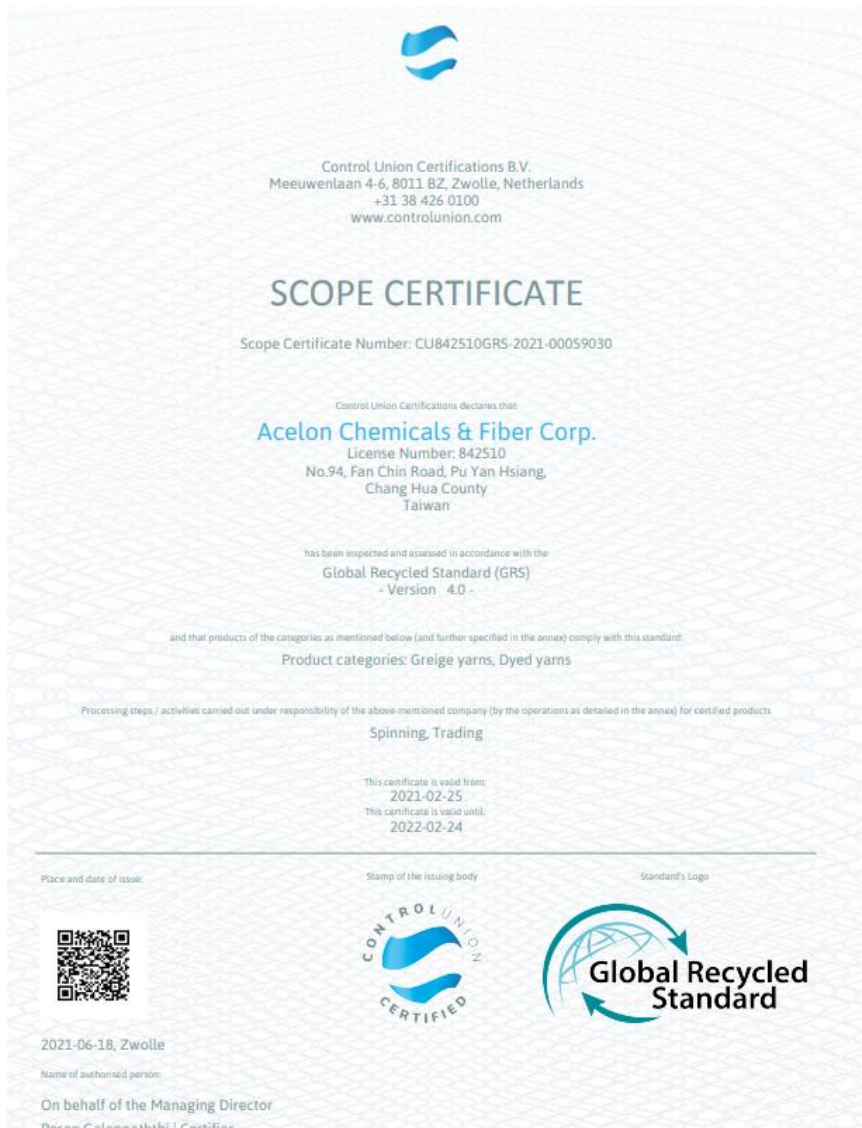 Control Union Certifications B.V.
Meeuwenlaan 4-6, 8011 BZ, Zwolle, Netherlands
+31 38 426 0100
www.controlunion.com
SCOPE CERTIFICATE
Scope Certificate Number: CU842510GRS-2021-00059030
Control Union Certifications declares that
Acelon Chemicals & Fiber Corp.
License Number: 842510
No.94, Fan Chin Road, Pu Yan Hsiang,
Chang Hua County
Taiwan
has been inspected and assessed in accordance with the
Global Recycled Standard (GRS)
- Version 4.0 -
and that products of the categories as mentioned below (and further specified in the annex) comply with this standard:
Product categories: Greige yarns, Dyed yarns
Processing steps / activities carried out under responsibility of the above-mentioned company (by the operations as detailed in the annex) for certified products
Spinning, Trading
This certificate is valid from:
2021-02-25
This certificate is valid until:
2022-02-24
Place and date of issue:
Stamp of the issuing body
Standard's Logo
CONTROLUNION
CERTIFIED
Global Recycled
Standard
2021-06-18, Zwolle
Name of authorised person:
On behalf of the Managing Director
| Certifier